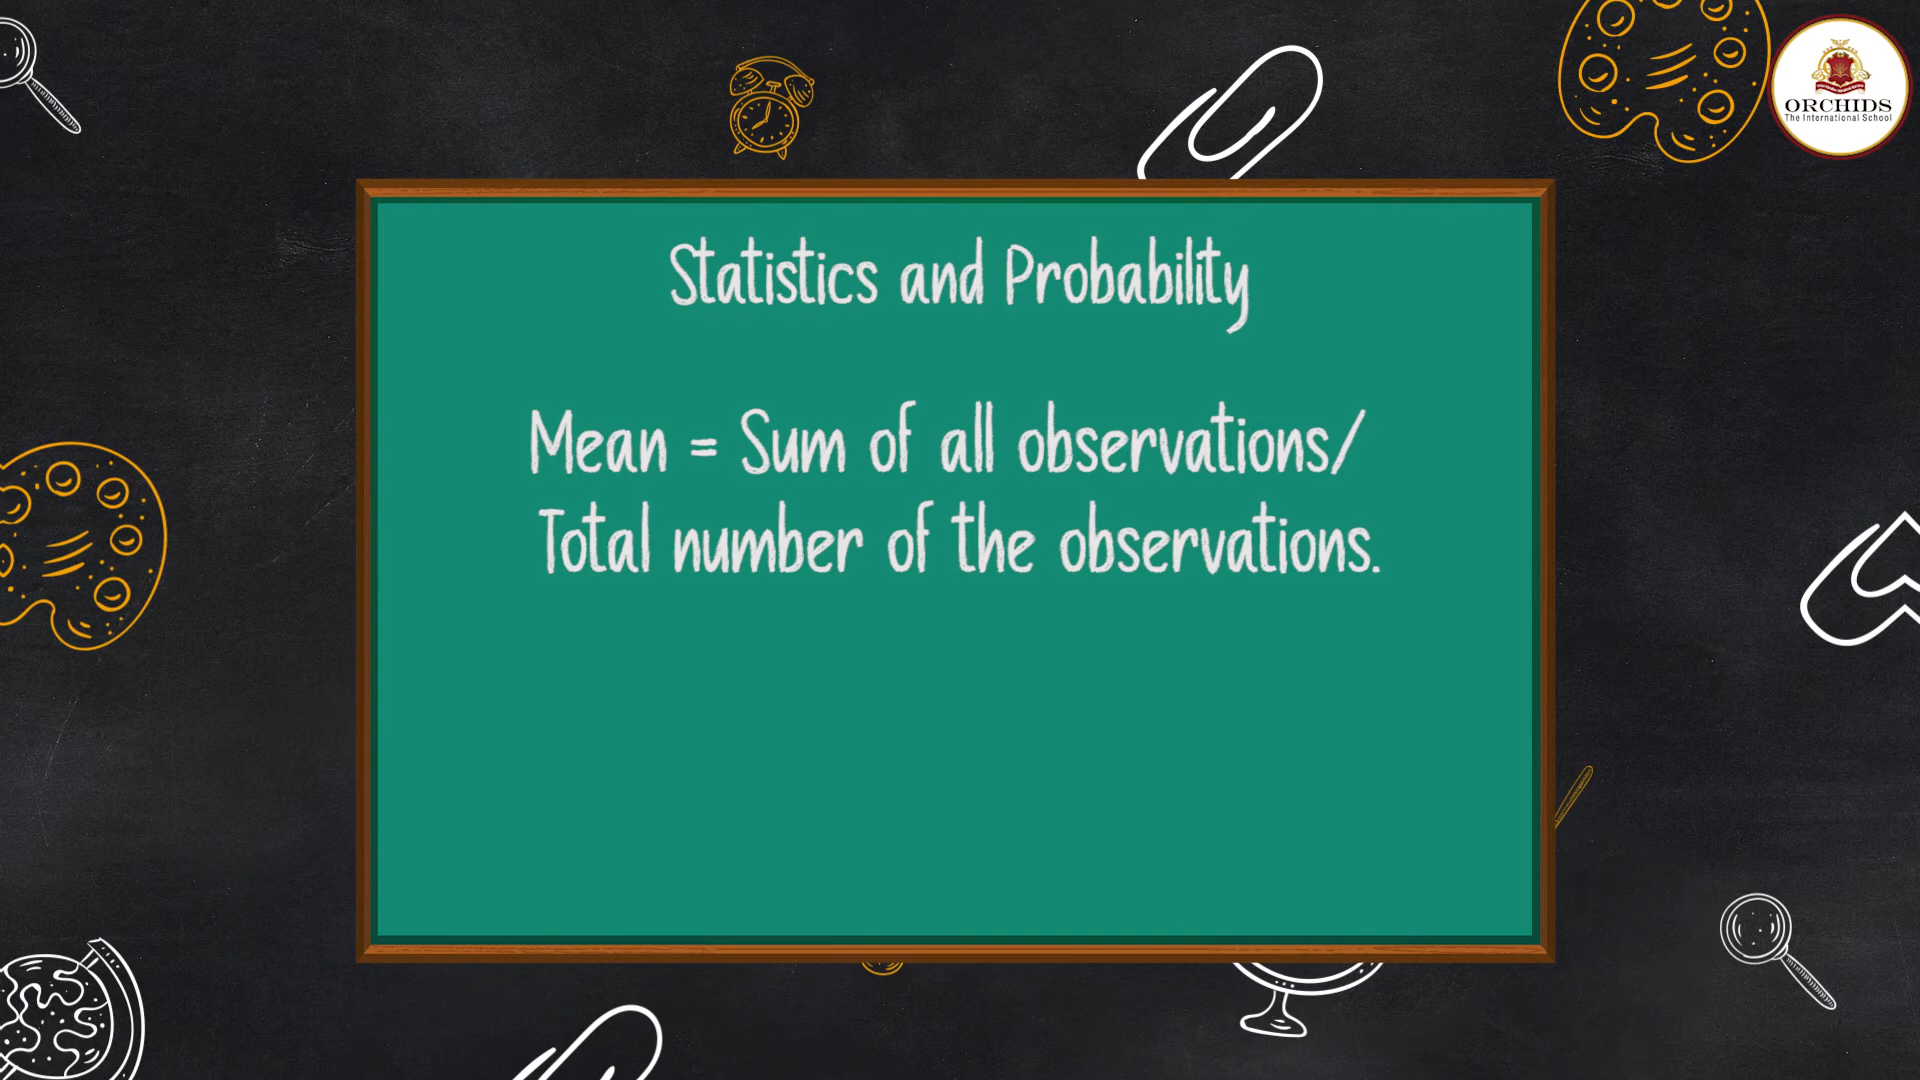 ORCHIDS
The International School
Statistics and Probability
Mean = Sum of all observations/
Total number of the observations.